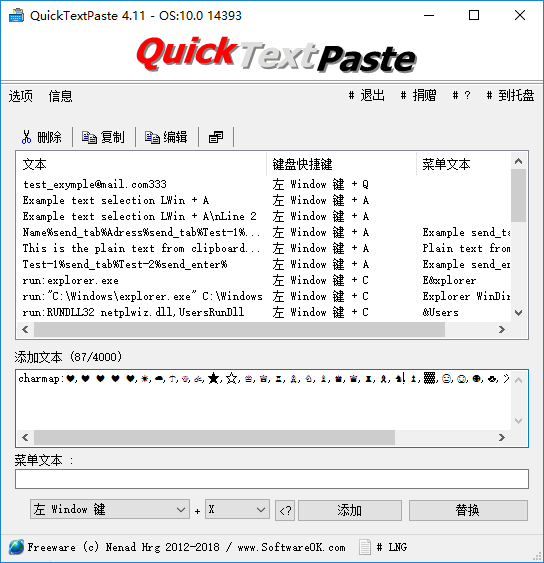 QuickTextPaste 4.11 - OS:10.0 14393
QuickTextPaste
选项 信息 # 退出 # 捐赠 # ? # 到托盘
删除 复制 编辑
文本 键盘快捷键 菜单文本
test_exymple@mail.com333 左 Window 键 + Q
Example text selection LWin + A 左 Window 键 + A
Example text selection LWin + A\nLine 2 左 Window 键 + A
Name%send_tab%Adress%send_tab%Test-1%... 左 Window 键 + A Example send_ta
This is the plain text from clipboard... 左 Window 键 + A Plain text from
Test-1%send_tab%Test-2%send_enter% 左 Window 键 + A Example send_en
run:explorer.exe 左 Window 键 + C E&xplorer
run:"C:\Windows\explorer.exe" C:\Windows 左 Window 键 + C Explorer WinDir
run:RUNDLL32 netplwiz.dll,UsersRunDll 左 Window 键 + C &Users
添加文本 (87/4000)
charmap:♥,♥ ♥ ♥ ♥,☀,☁,☂,
菜单文本 :
左 Window 键 + X <? 添加 替换
Freeware (c) Nenad Hrg 2012-2018 / www.SoftwareOK.com # LNG